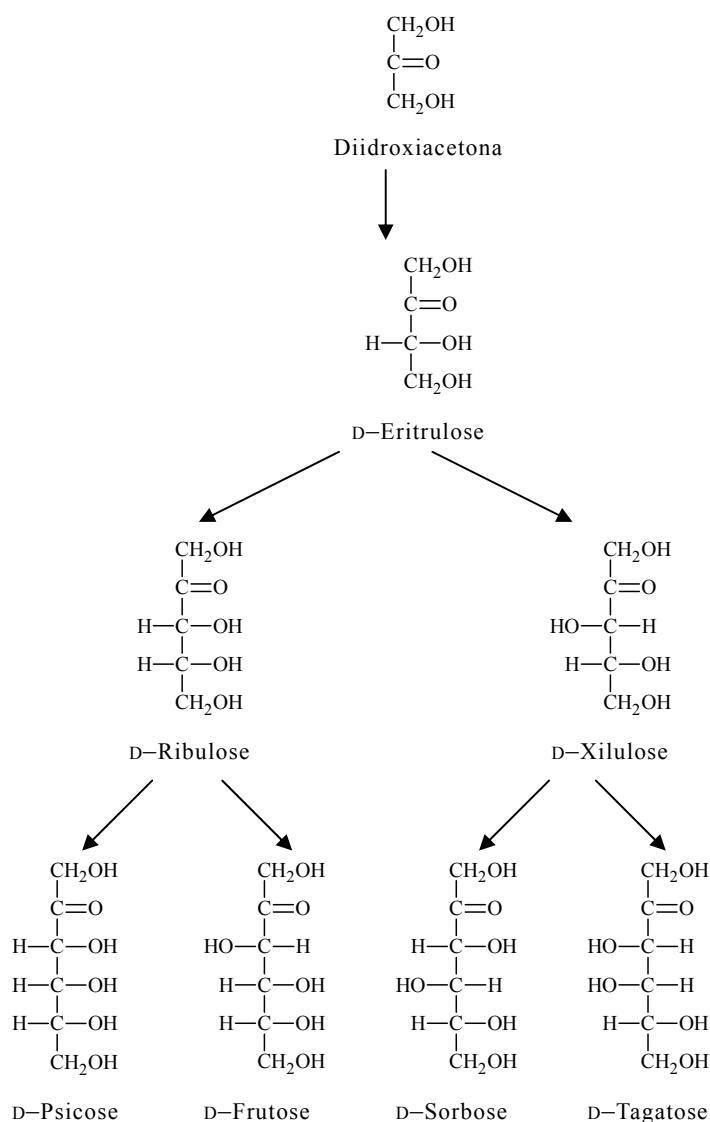 CH₂OH
C=O
CH₂OH
Diidroxiacetona
CH₂OH
C=O
H—C—OH
CH₂OH
D–Eritrulose
CH₂OH CH₂OH
C=O C=O
H—C—OH HO—C—H
H—C—OH H—C—OH
CH₂OH CH₂OH
D–Ribulose D–Xilulose
CH₂OH CH₂OH CH₂OH CH₂OH
C=O C=O C=O C=O
H—C—OH HO—C—H H—C—OH HO—C—H
H—C—OH H—C—OH HO—C—H HO—C—H
H—C—OH H—C—OH H—C—OH H—C—OH
CH₂OH CH₂OH CH₂OH CH₂OH
D–Psicose D–Frutose D–Sorbose D–Tagatose